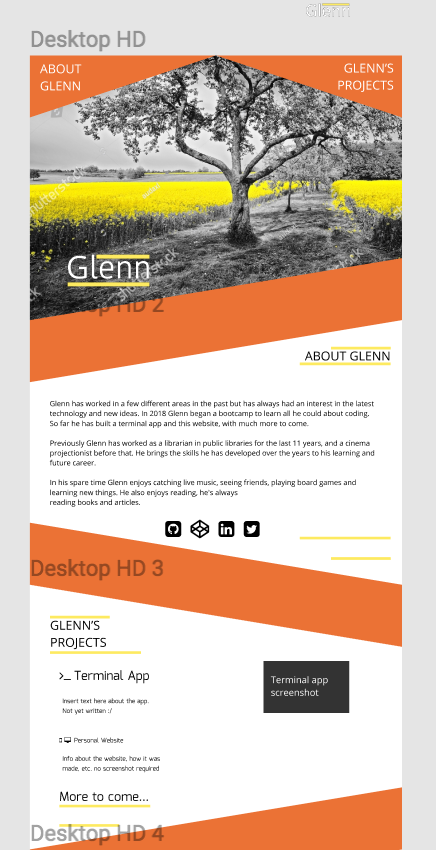 Glenn
Desktop HD
ABOUT
GLENN
GLENN'S
PROJECTS
shutterstock
Glenn
Desktop HD 2
ABOUT GLENN
Glenn has worked in a few different areas in the past but has always had an interest in the latest
technology and new ideas. In 2018 Glenn began a bootcamp to learn all he could about coding.
So far he has built a terminal app and this website, with much more to come.
Previously Glenn has worked as a librarian in public libraries for the last 11 years, and a cinema
projectionist before that. He brings the skills he has developed over the years to his learning and
future career.
In his spare time Glenn enjoys catching live music, seeing friends, playing board games and
learning new things. He also enjoys reading, he's always
reading books and articles.
Desktop HD 3
GLENN'S
PROJECTS
>_ Terminal App
Insert text here about the app.
Not yet written :/
Terminal app
screenshot
Personal Website
Info about the website, how it was
made, etc. no screenshot required
More to come...
Desktop HD 4